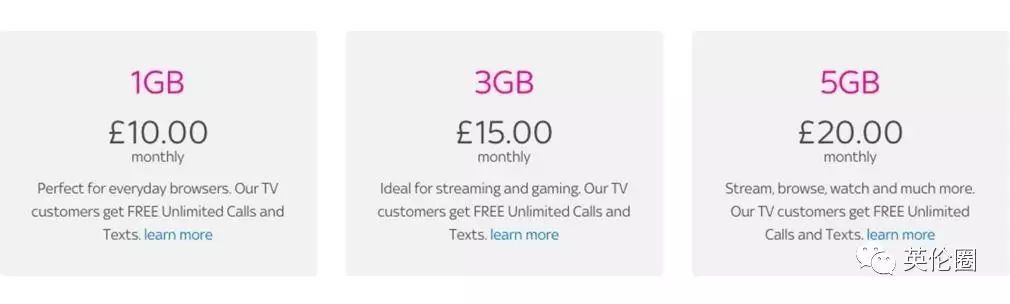 1GB
£10.00
monthly
Perfect for everyday browsers. Our TV
customers get FREE Unlimited Calls and
Texts. learn more
3GB
£15.00
monthly
Ideal for streaming and gaming. Our TV
customers get FREE Unlimited Calls and
Texts. learn more
5GB
£20.00
monthly
Stream, browse, watch and much more.
Our TV customers get FREE Unlimited
Calls and Texts. learn more
英伦圈